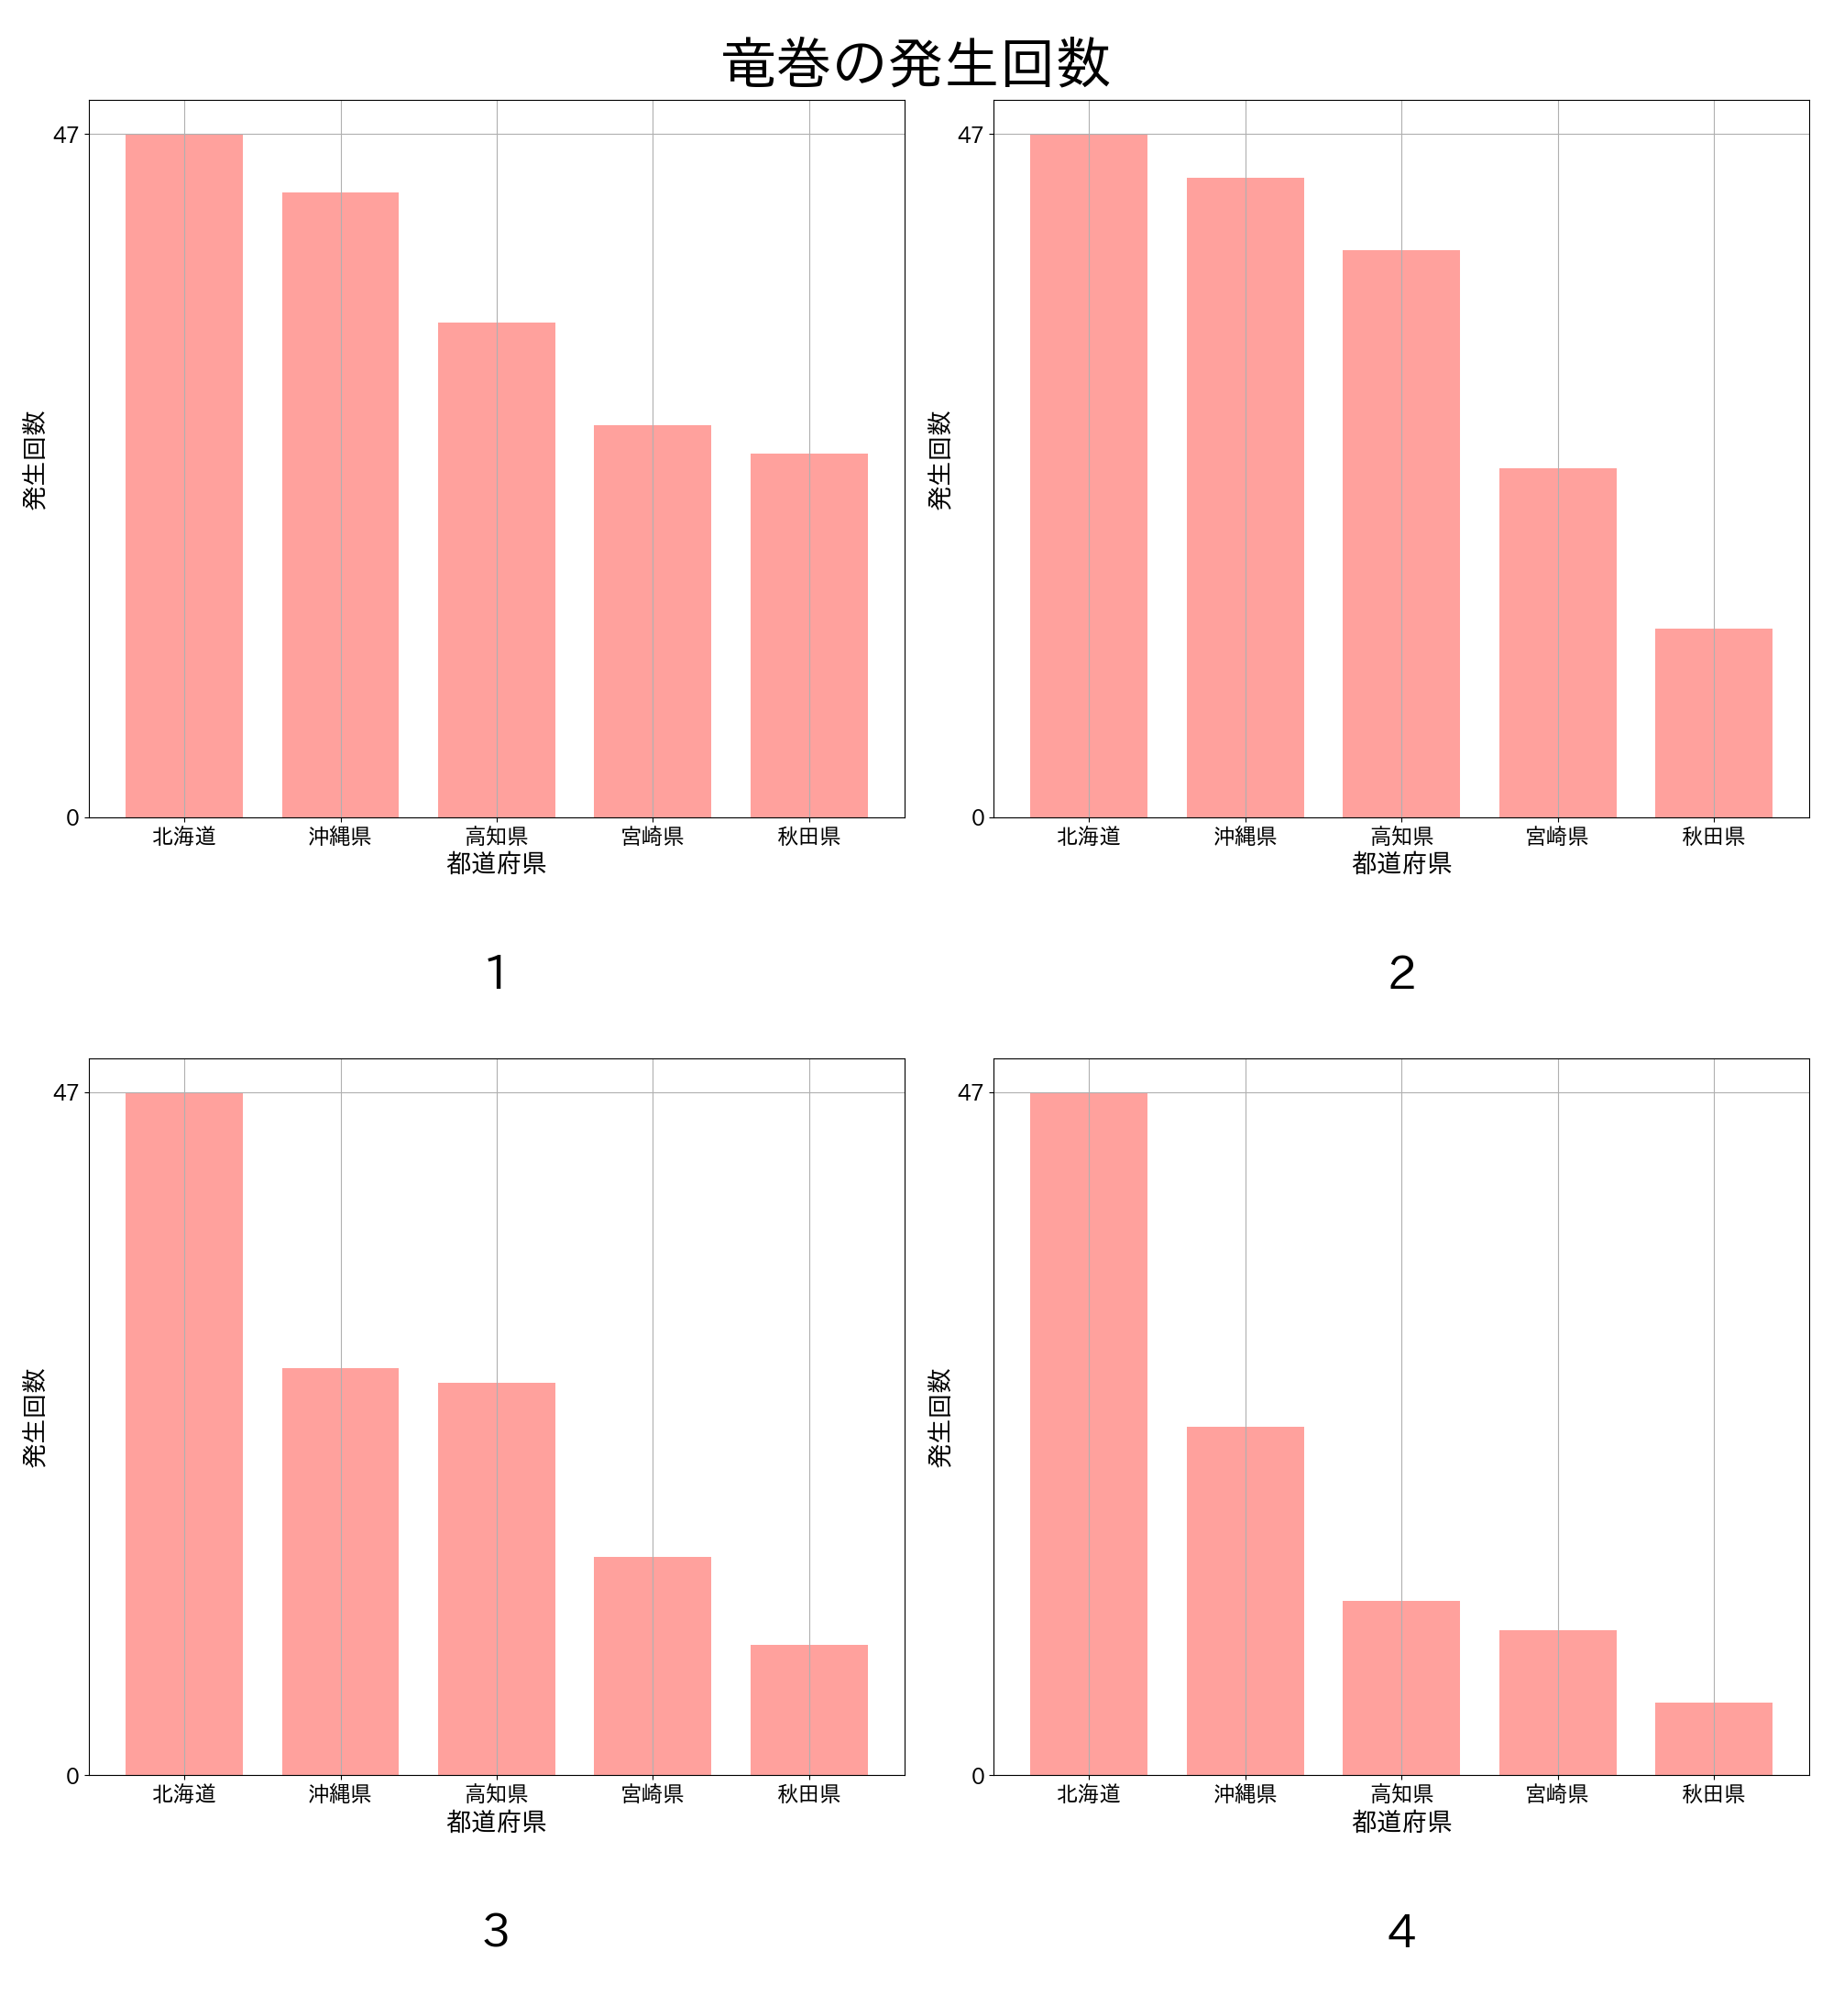 竜巻の発生回数
47
0
発生回数
北海道 沖縄県 高知県 宮崎県 秋田県
都道府県
1
47
0
発生回数
北海道 沖縄県 高知県 宮崎県 秋田県
都道府県
2
47
0
発生回数
北海道 沖縄県 高知県 宮崎県 秋田県
都道府県
3
47
0
発生回数
北海道 沖縄県 高知県 宮崎県 秋田県
都道府県
4